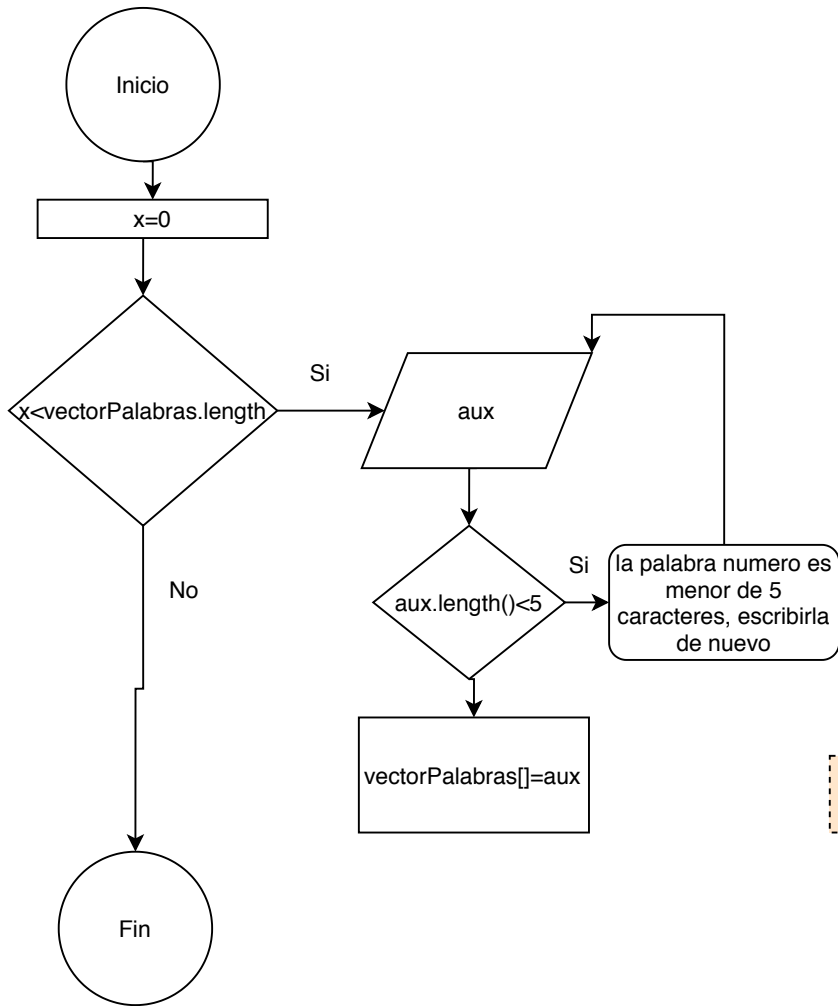 Inicio
x=0
x<vectorPalabras.length
Si
aux
aux.length()<5
Si
la palabra numero es
menor de 5
caracteres, escribirla
de nuevo
No
vectorPalabras[]=aux
Fin